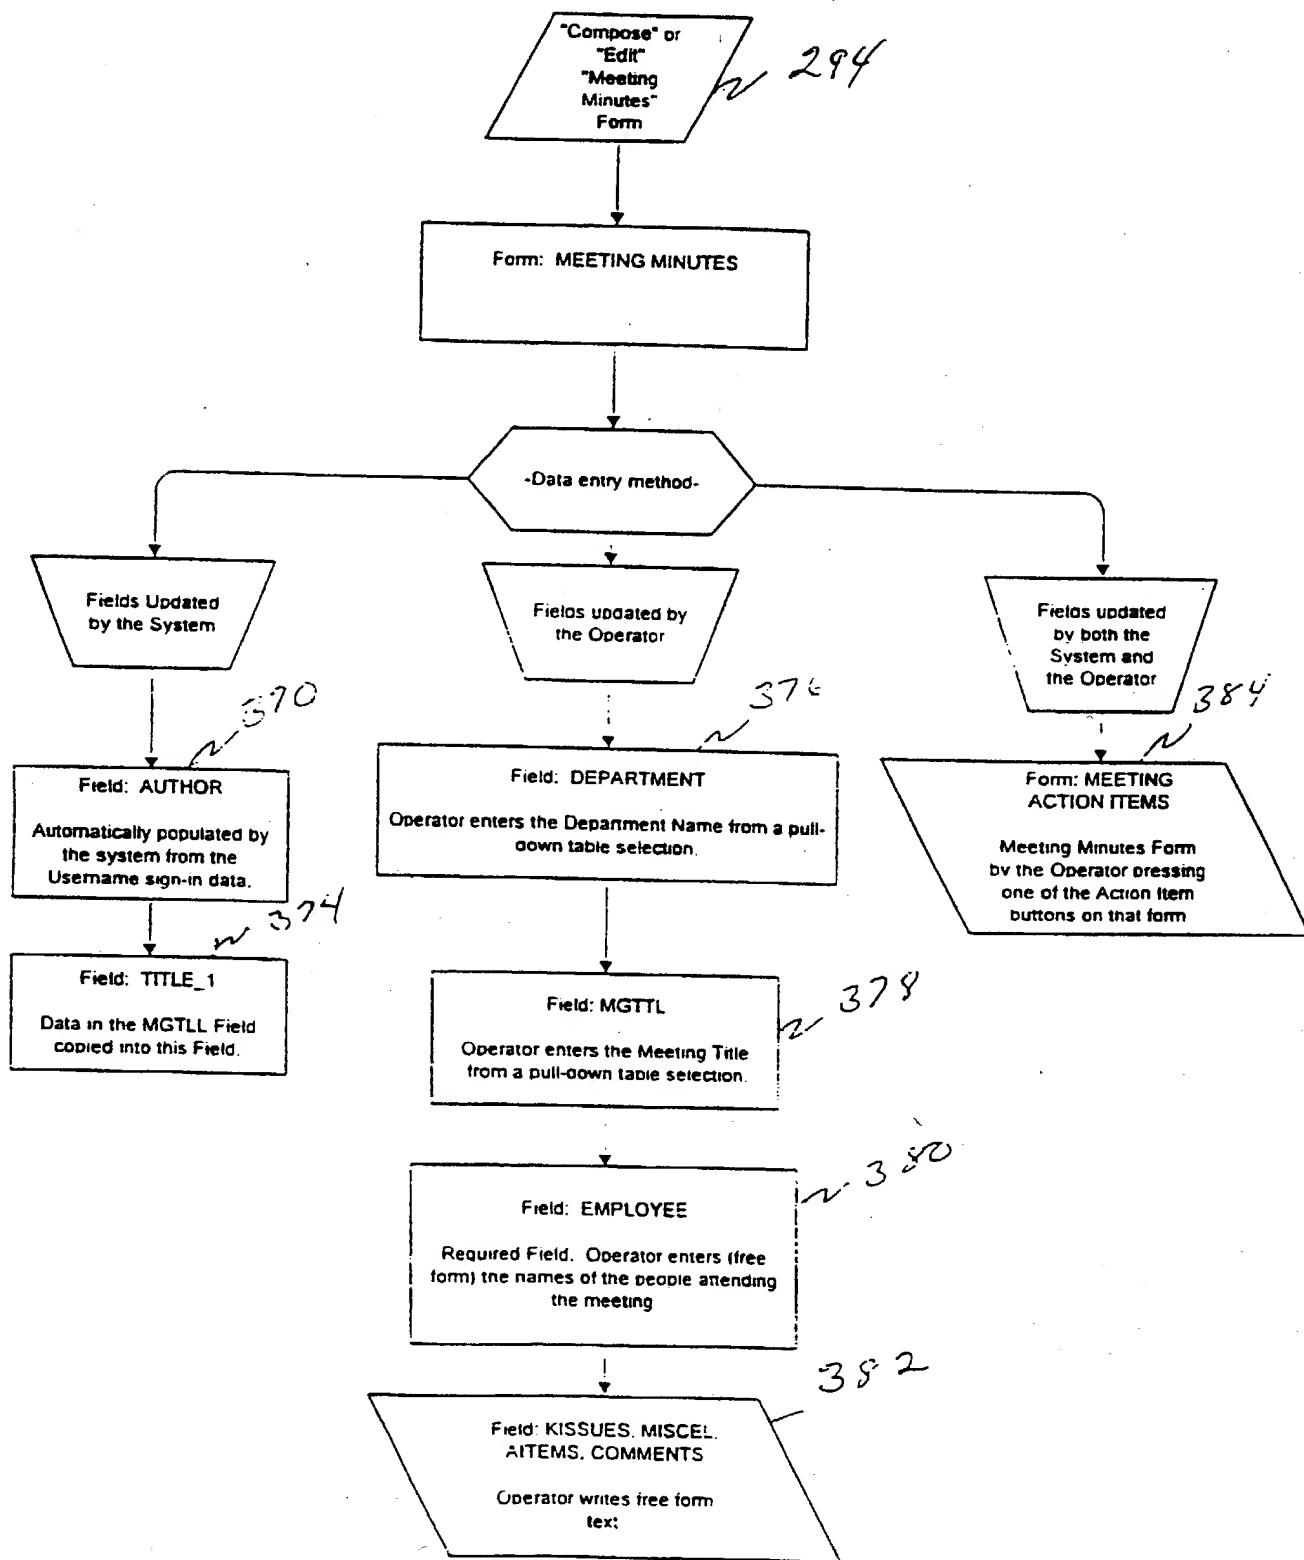 "Compose" or
"Edit"
"Meeting
Minutes"
Form
294
Form: MEETING MINUTES
-Data entry method-
Fields Updated
by the System
Fields updated by
the Operator
Fields updated
by both the
System and
the Operator
370
376
384
Field: AUTHOR
Automatically populated by
the system from the
Username sign-in data.
Field: DEPARTMENT
Operator enters the Department Name from a pull-
down table selection.
Form: MEETING
ACTION ITEMS
Meeting Minutes Form
by the Operator pressing
one of the Action Item
buttons on that form
374
Field: TITLE_1
Data in the MGTLL Field
copied into this Field.
378
Field: MGTTL
Operator enters the Meeting Title
from a pull-down table selection.
380
Field: EMPLOYEE
Required Field. Operator enters (free
form) the names of the people attending
the meeting
382
Field: KISSUES, MISCEL,
AITEMS, COMMENTS
Operator writes free form
text